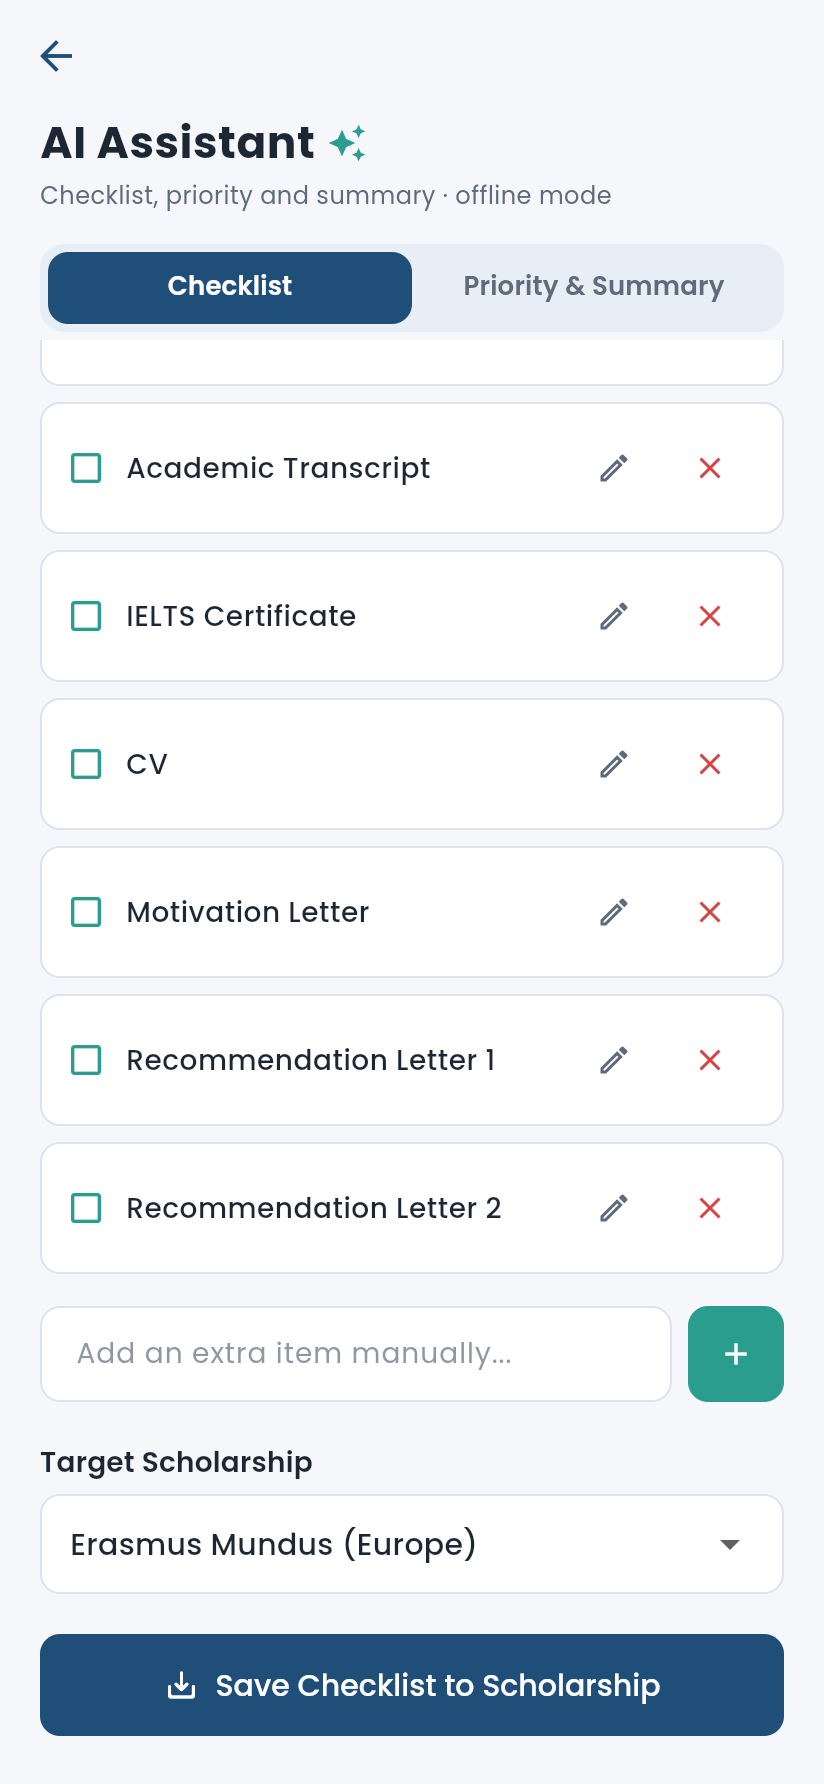 AI Assistant
Checklist, priority and summary · offline mode
Checklist
Priority & Summary
Academic Transcript
IELTS Certificate
CV
Motivation Letter
Recommendation Letter 1
Recommendation Letter 2
Add an extra item manually...
Target Scholarship
Erasmus Mundus (Europe)
Save Checklist to Scholarship